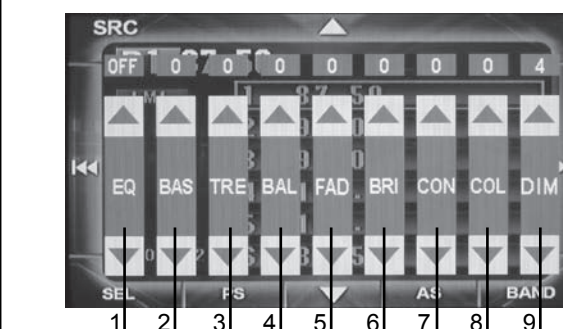 SRC
OFF 0 0 0 0 0 0 0 4
EQ BAS TRE BAL FAD BRI CON COL DIM
SEL PS AS BAND
1 2 3 4 5 6 7 8 9